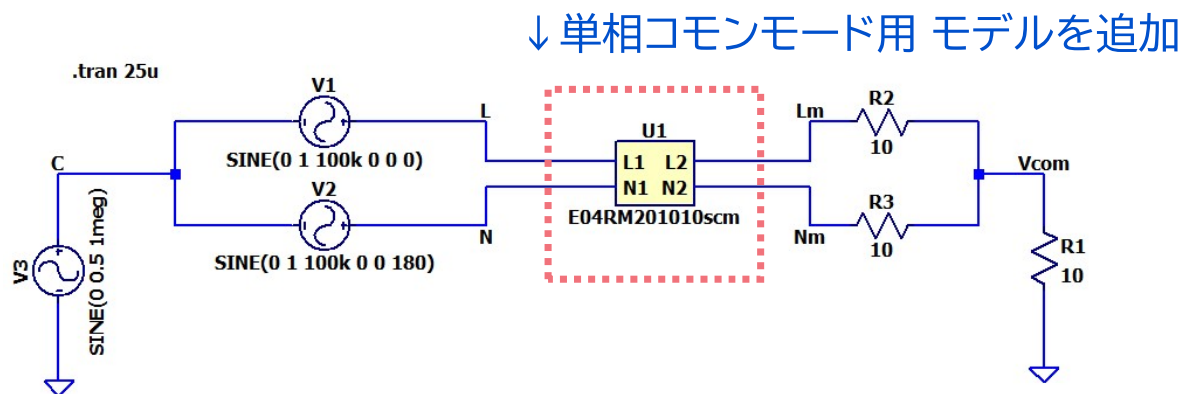 ↓単相コモンモード用 モデルを追加
.tran 25u
V1
L
SINE(0 1 100k 0 0 0)
U1
L1 L2
N1 N2
E04RM201010scm
Lm
R2
10
C
V2
N
SINE(0 1 100k 0 0 180)
Nm
R3
10
Vcom
V3
SINE(0 0.5 1meg)
R1
10